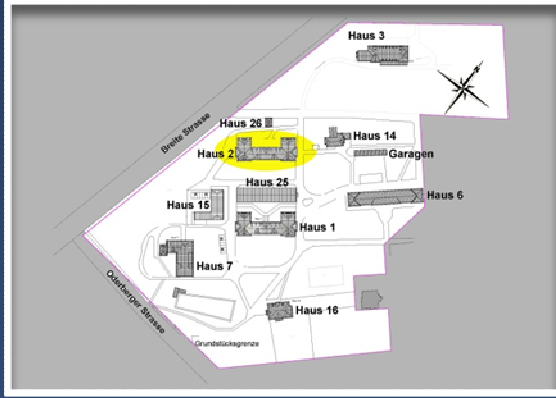 Haus 3
N
Breite Strasse
Haus 26
Haus 14
Haus 2
Garagen
Haus 25
Haus 6
Haus 15
Haus 1
Haus 7
Oderberger Strasse
Haus 16
Grundstücksgrenze